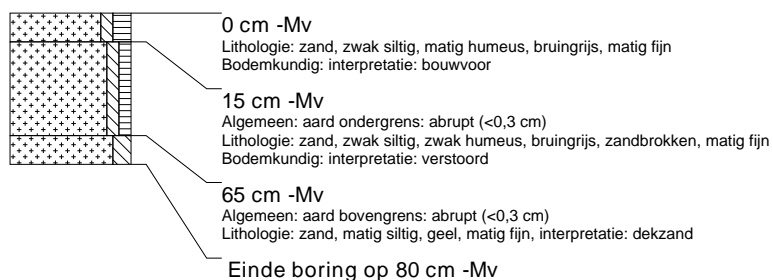 0 cm -Mv
Lithologie: zand, zwak siltig, matig humeus, bruingrijs, matig fijn
Bodemkundig: interpretatie: bouwvoor
15 cm -Mv
Algemeen: aard ondergrens: abrupt (<0,3 cm)
Lithologie: zand, zwak siltig, zwak humeus, bruingrijs, zandbrokken, matig fijn
Bodemkundig: interpretatie: verstoord
65 cm -Mv
Algemeen: aard bovengrens: abrupt (<0,3 cm)
Lithologie: zand, matig siltig, geel, matig fijn, interpretatie: dekzand
Einde boring op 80 cm -Mv